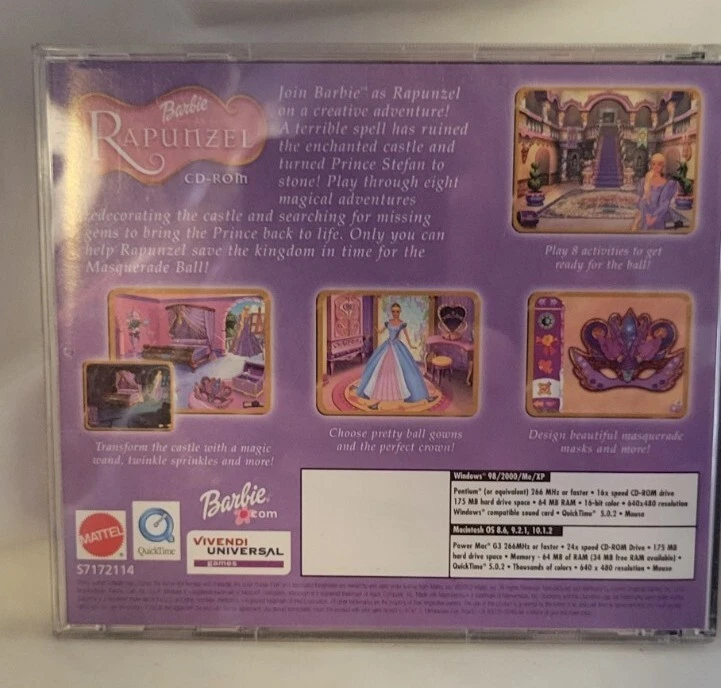 Barbie™
RAPUNZEL
CD-ROM
Join Barbie™ as Rapunzel
on a creative adventure!
A terrible spell has ruined
the enchanted castle and
turned Prince Stefan to
stone! Play through eight
magical adventures
redecorating the castle and searching for missing
gems to bring the Prince back to life. Only you can
help Rapunzel save the kingdom in time for the
Masquerade Ball!
Play 8 activities to get
ready for the ball!
Transform the castle with a magic
wand, twinkle sprinkles and more!
Choose pretty ball gowns
and the perfect crown!
Design beautiful masquerade
masks and more!
Windows® 98/2000/Me/XP
Pentium® (or equivalent) 266 MHz or faster • 16x speed CD-ROM drive
175 MB hard drive space • 64 MB RAM • 16-bit color • 640x480 resolution
Windows® compatible sound card • QuickTime® 5.0.2 • Mouse
Macintosh OS 8.6, 9.2.1, 10.1.2
Power Mac® G3 266MHz or faster • 24x speed CD-ROM Drive • 175 MB
hard drive space • Memory - 64 MB of RAM (34 MB free RAM available) •
QuickTime® 5.0.2 • Thousands of colors • 640 x 480 resolution • Mouse
MATTEL
QuickTime
Barbie.com
VIVENDI
UNIVERSAL
games
S7172114